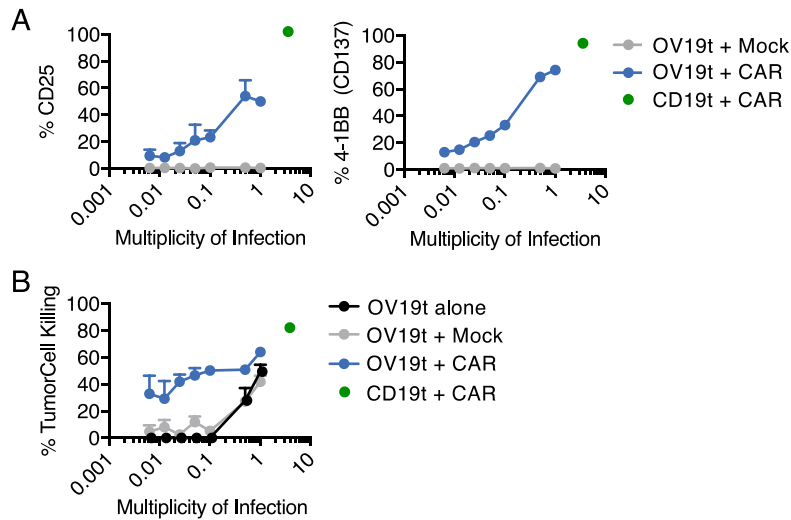 A
% CD25
100
80
60
40
20
0
0.001
0.01
0.1
1
10
Multiplicity of Infection
% 4-1BB (CD137)
100
80
60
40
20
0
0.001
0.01
0.1
1
10
Multiplicity of Infection
OV19t + Mock
OV19t + CAR
CD19t + CAR
B
% TumorCell Killing
100
80
60
40
20
0
0.001
0.01
0.1
1
10
Multiplicity of Infection
OV19t alone
OV19t + Mock
OV19t + CAR
CD19t + CAR